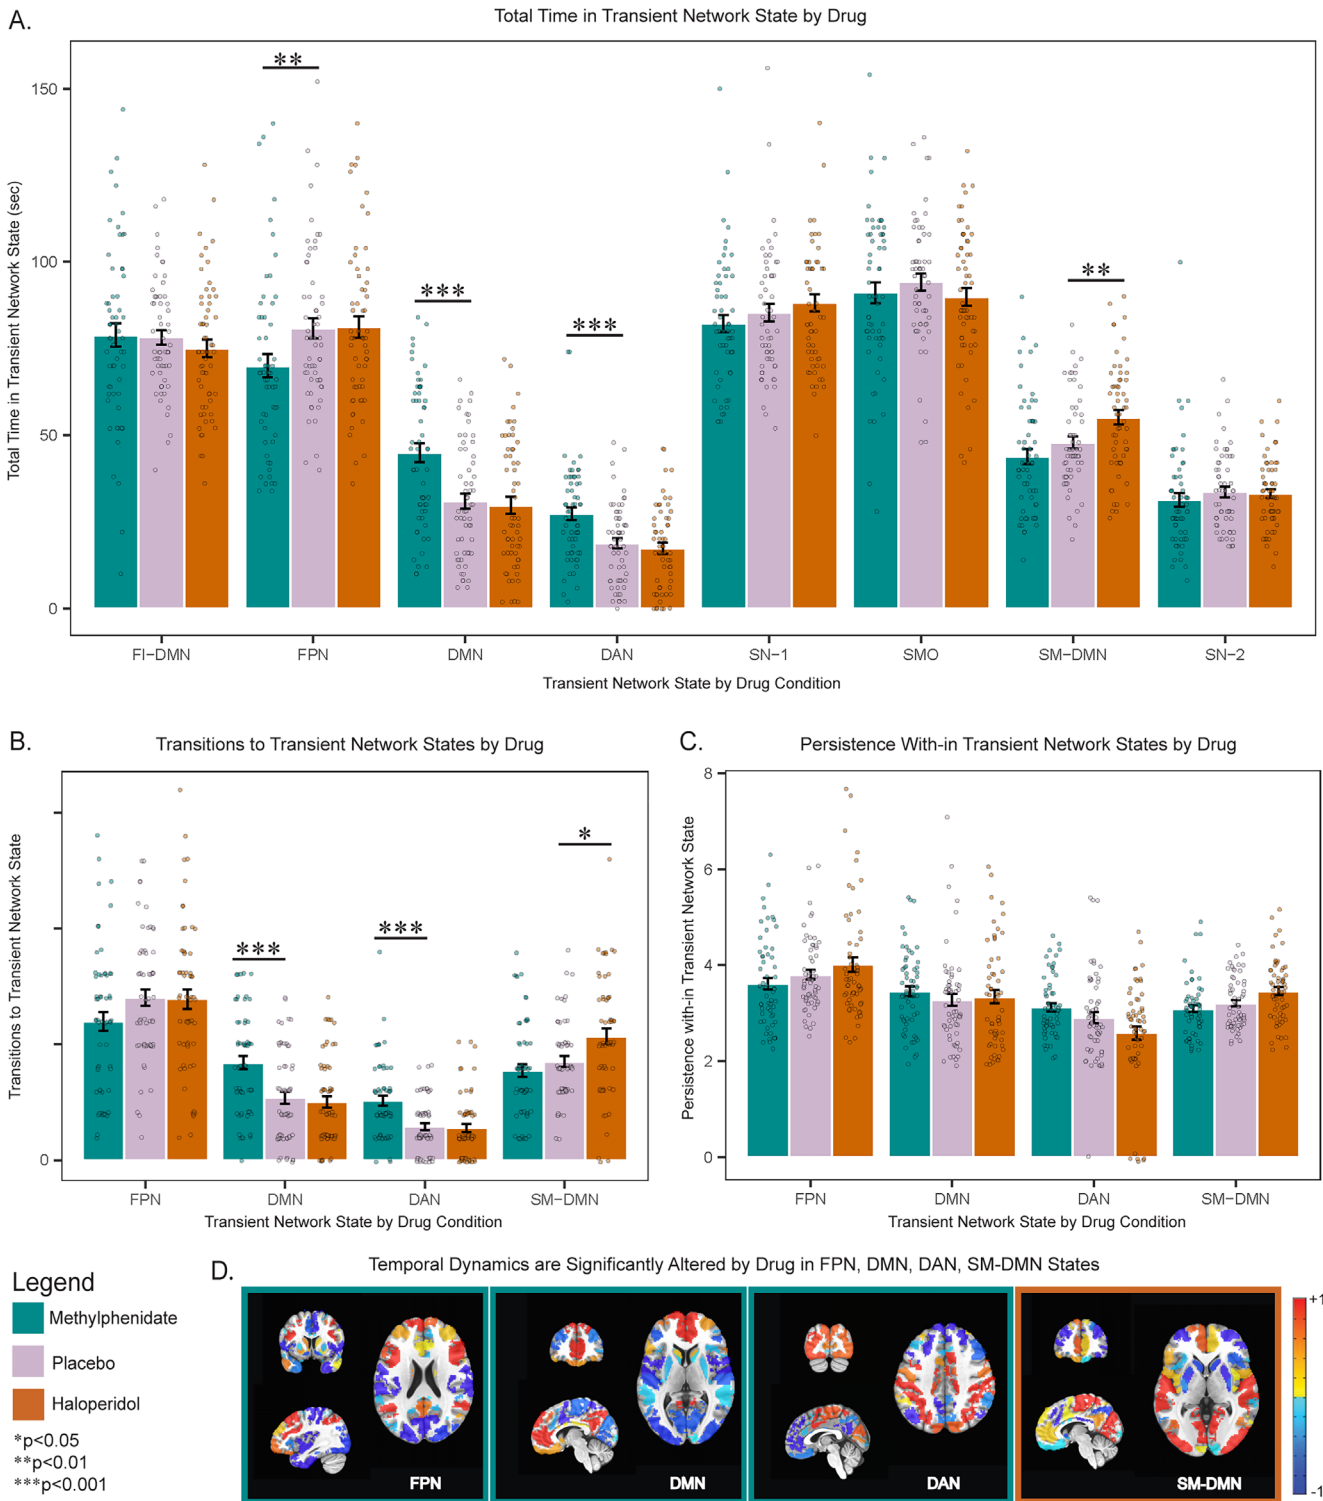 A.
Total Time in Transient Network State by Drug
Total Time in Transient Network State (sec)
150
100
50
0
**
***
***
**
FI-DMN FPN DMN DAN SN-1 SMO SM-DMN SN-2
Transient Network State by Drug Condition
B.
Transitions to Transient Network States by Drug
Transitions to Transient Network State
0
***
***
*
FPN DMN DAN SM-DMN
Transient Network State by Drug Condition
C.
Persistence With-in Transient Network States by Drug
Persistence with-in Transient Network State
8
6
4
2
0
FPN DMN DAN SM-DMN
Transient Network State by Drug Condition
Legend
Methylphenidate
Placebo
Haloperidol
*p<0.05
**p<0.01
***p<0.001
D.
Temporal Dynamics are Significantly Altered by Drug in FPN, DMN, DAN, SM-DMN States
FPN
DMN
DAN
SM-DMN
+1
-1